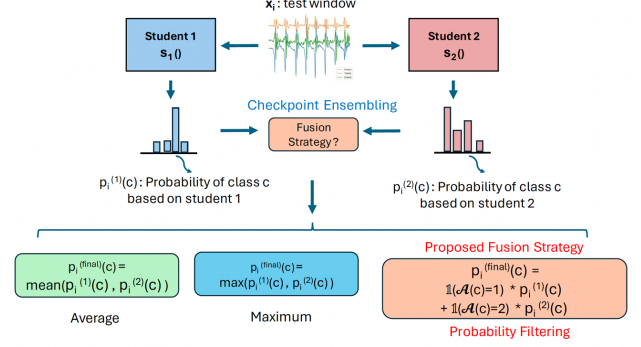 xᵢ : test window
Student 1
s₁()
Student 2
s₂()
Checkpoint Ensembling
Fusion
Strategy?
pᵢ⁽¹⁾(c) : Probability of class c
based on student 1
pᵢ⁽²⁾(c) : Probability of class c
based on student 2
Proposed Fusion Strategy
pᵢ⁽ᶠⁱⁿᵃˡ⁾(c) =
mean(pᵢ⁽¹⁾(c) , pᵢ⁽²⁾(c) )
Average
pᵢ⁽ᶠⁱⁿᵃˡ⁾(c) =
max(pᵢ⁽¹⁾(c) , pᵢ⁽²⁾(c) )
Maximum
pᵢ⁽ᶠⁱⁿᵃˡ⁾(c) =
𝟙(𝓐(c)=1) * pᵢ⁽¹⁾(c)
+ 𝟙(𝓐(c)=2) * pᵢ⁽²⁾(c)
Probability Filtering